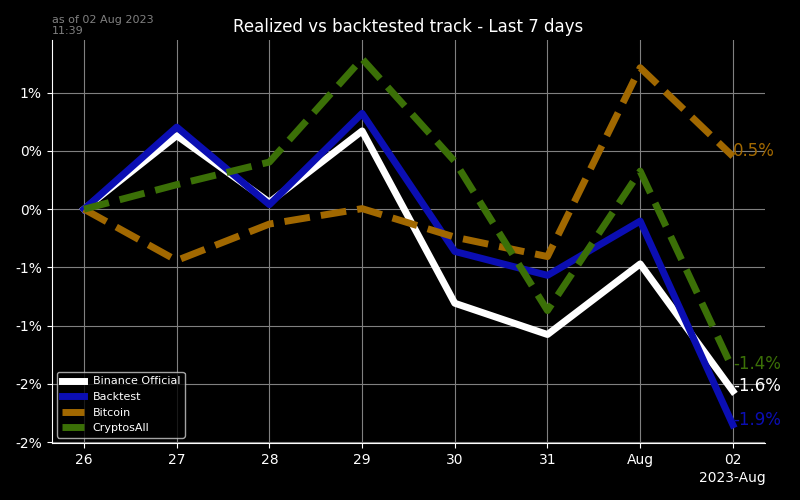 as of 02 Aug 2023
11:39
Realized vs backtested track - Last 7 days
1%
0%
0%
-1%
-1%
-2%
-2%
0.5%
-1.4%
-1.6%
-1.9%
Binance Official
Backtest
Bitcoin
CryptosAll
26 27 28 29 30 31 Aug 02
2023-Aug